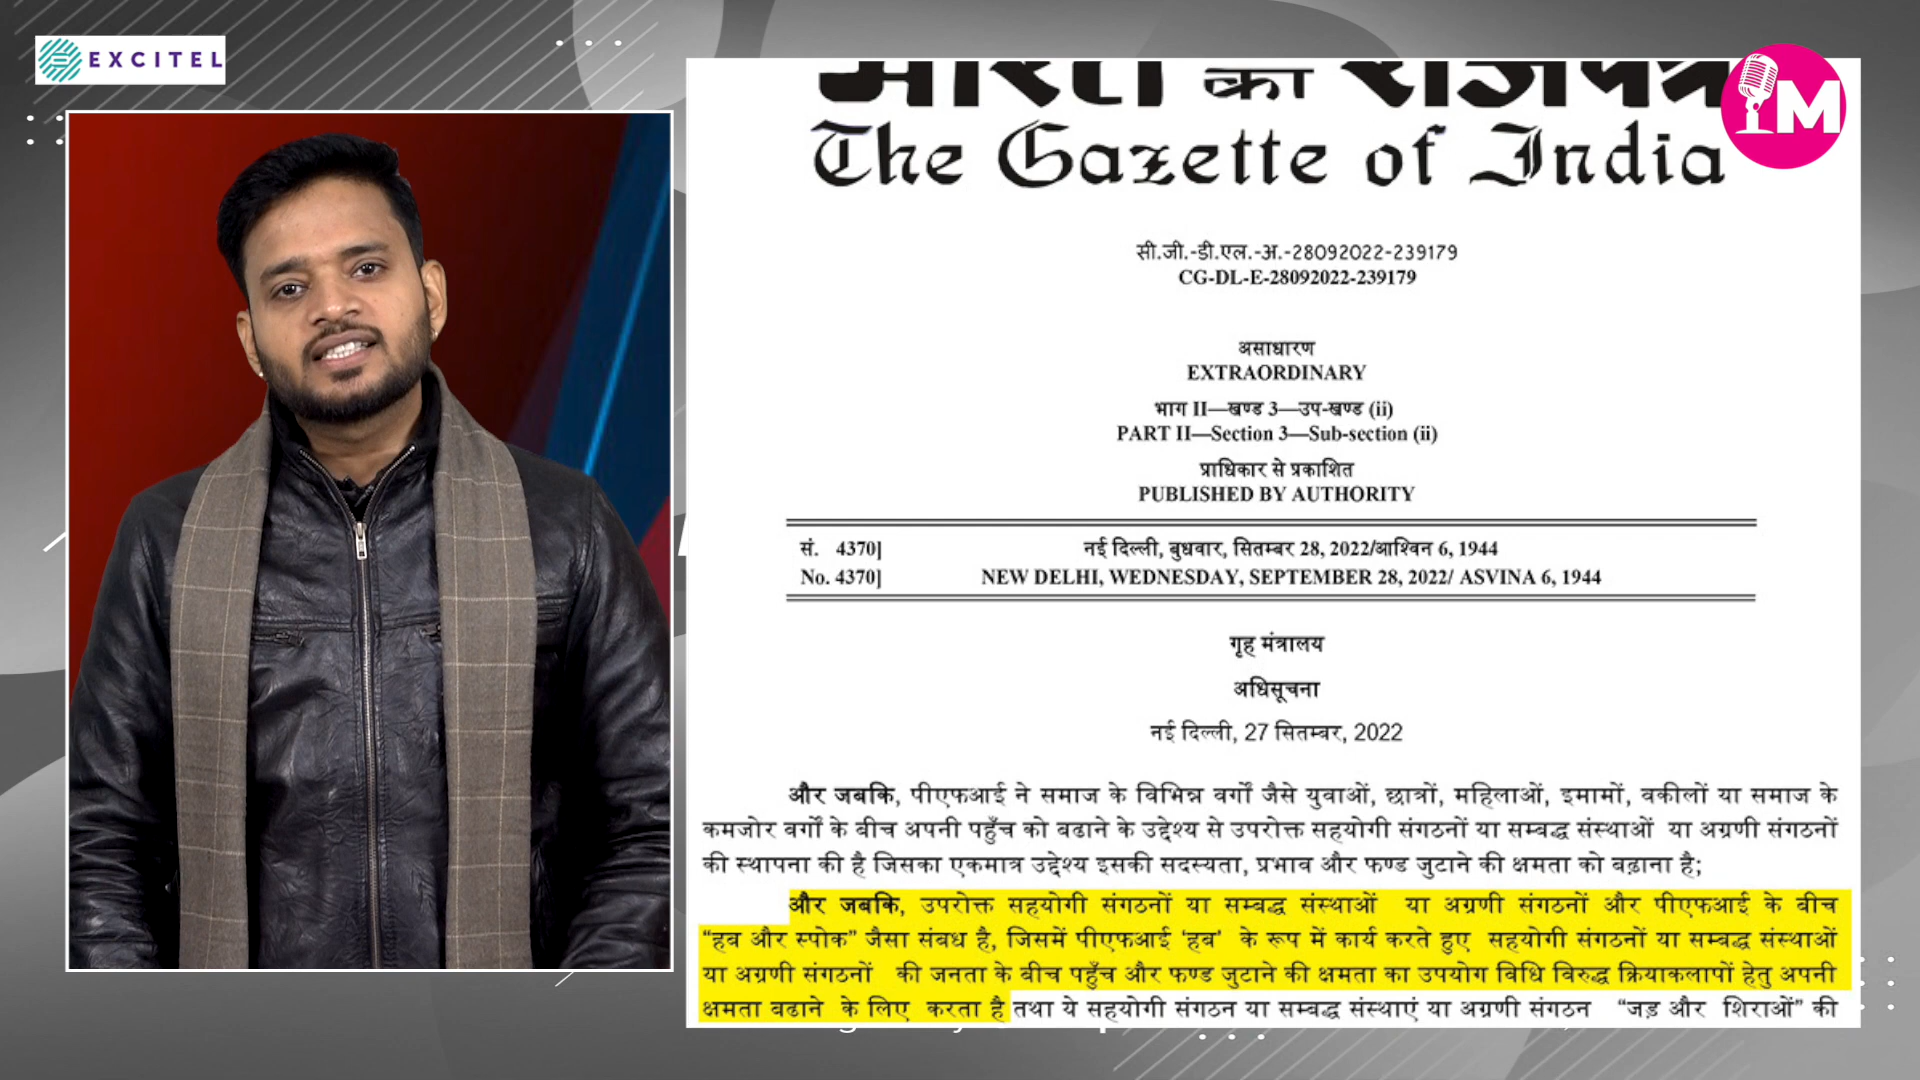 EXCITEL
M
भारत का राजपत्र
The Gazette of India
सी.जी.-डी.एल.-अ.-28092022-239179
CG-DL-E-28092022-239179
असाधारण
EXTRAORDINARY
भाग II—खण्ड 3—उप-खण्ड (ii)
PART II—Section 3—Sub-section (ii)
प्राधिकार से प्रकाशित
PUBLISHED BY AUTHORITY
सं. 4370] नई दिल्ली, बुधवार, सितम्बर 28, 2022/आश्विन 6, 1944
No. 4370] NEW DELHI, WEDNESDAY, SEPTEMBER 28, 2022/ ASVINA 6, 1944
गृह मंत्रालय
अधिसूचना
नई दिल्ली, 27 सितम्बर, 2022
और जबकि, पीएफआई ने समाज के विभिन्न वर्गों जैसे युवाओं, छात्रों, महिलाओं, इमामों, वकीलों या समाज के
कमजोर वर्गों के बीच अपनी पहुँच को बढाने के उद्देश्य से उपरोक्त सहयोगी संगठनों या सम्बद्ध संस्थाओं या अग्रणी संगठनों
की स्थापना की है जिसका एकमात्र उद्देश्य इसकी सदस्यता, प्रभाव और फण्ड जुटाने की क्षमता को बढ़ाना है;
और जबकि, उपरोक्त सहयोगी संगठनों या सम्बद्ध संस्थाओं या अग्रणी संगठनों और पीएफआई के बीच
“हब और स्पोक” जैसा संबध है, जिसमें पीएफआई ‘हब’ के रूप में कार्य करते हुए सहयोगी संगठनों या सम्बद्ध संस्थाओं
या अग्रणी संगठनों की जनता के बीच पहुँच और फण्ड जुटाने की क्षमता का उपयोग विधि विरुद्ध क्रियाकलापों हेतु अपनी
क्षमता बढाने के लिए करता है तथा ये सहयोगी संगठन या सम्बद्ध संस्थाएं या अग्रणी संगठन “जड़ और शिराओं” की